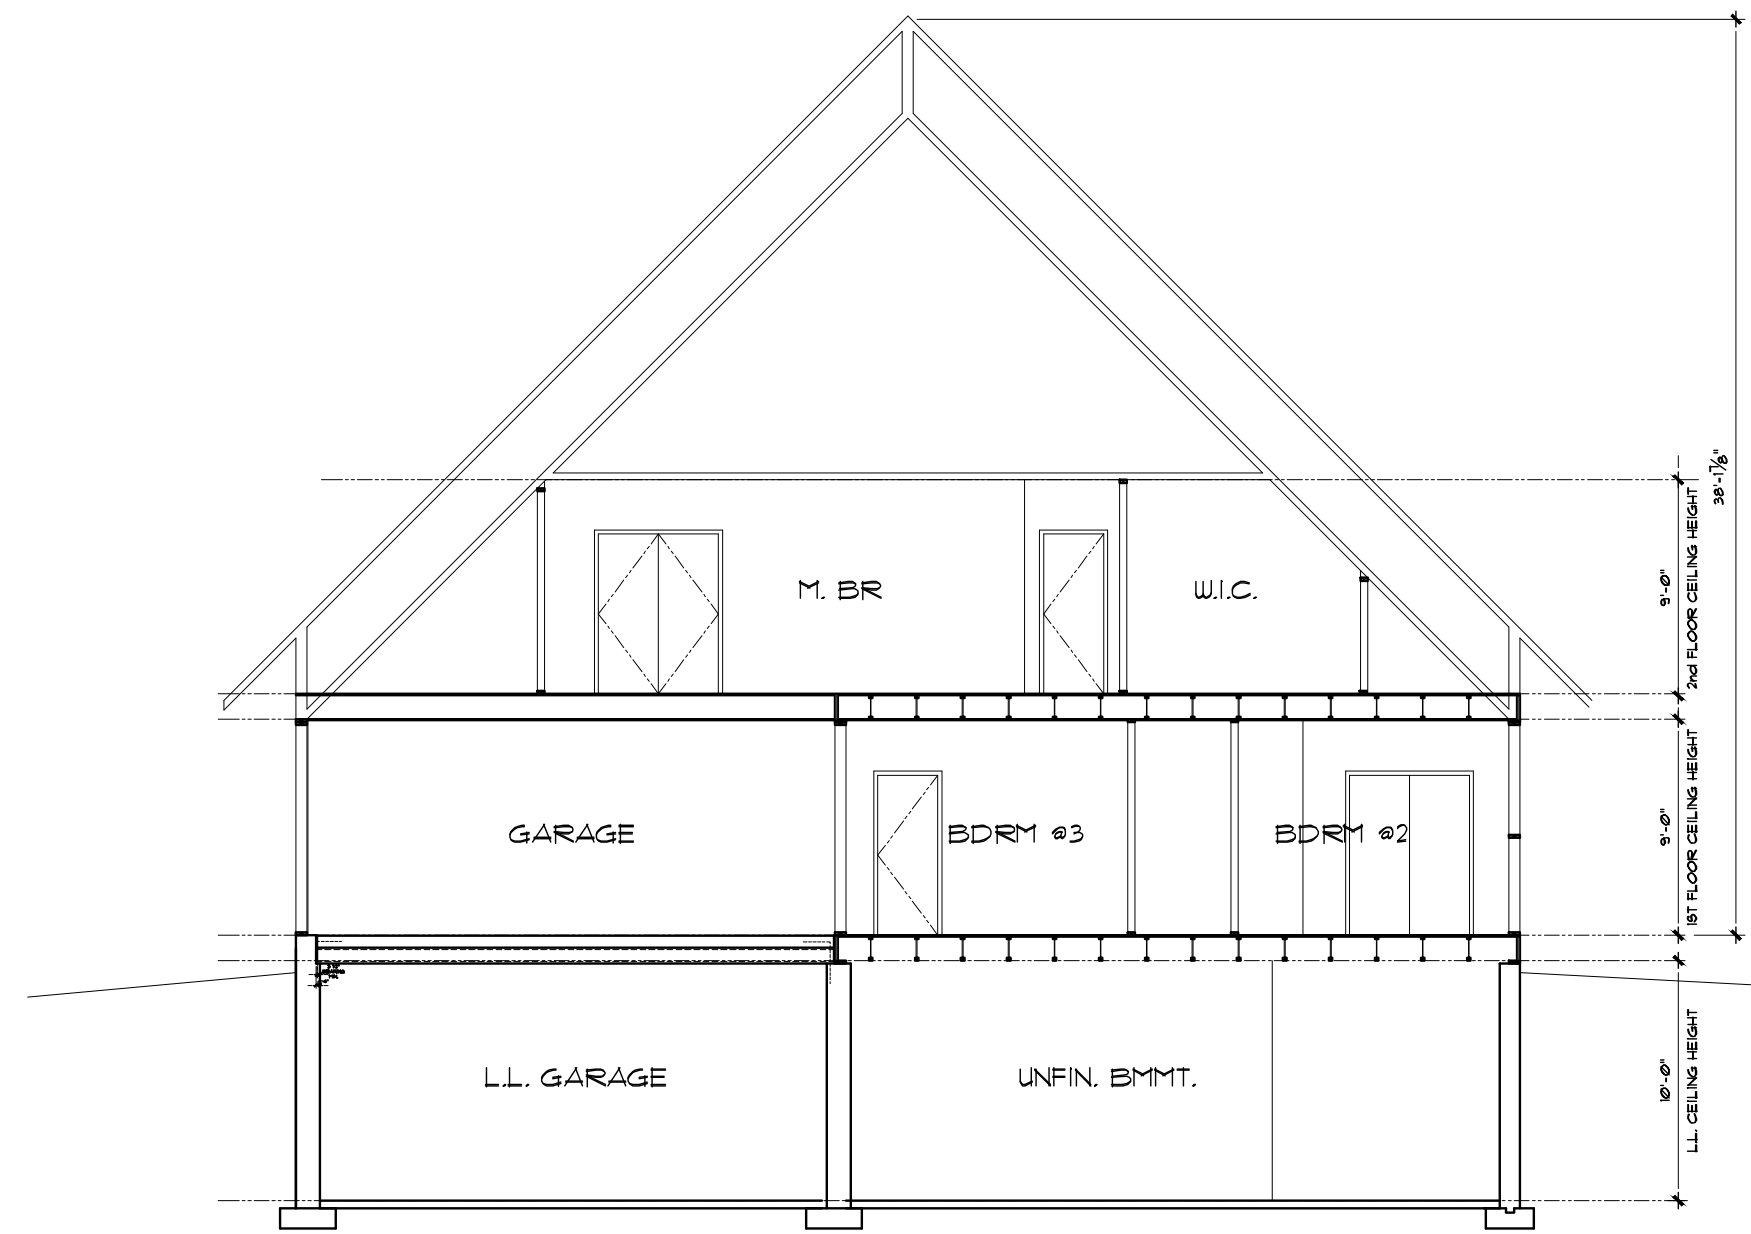 38'-1⅞"
9'-0"
2nd FLOOR CEILING HEIGHT
M. BR
W.I.C.
9'-0"
1ST FLOOR CEILING HEIGHT
GARAGE
BDRM @3
BDRM @2
10'-0"
L.L. CEILING HEIGHT
L.L. GARAGE
UNFIN. BMMT.